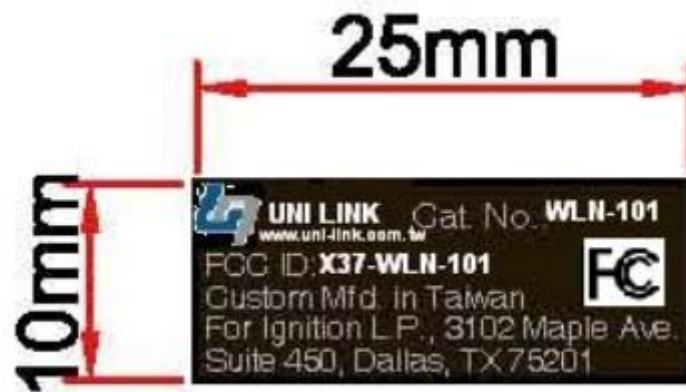 25mm
10mm
UNI LINK Cat. No.: WLN-101
www.uni-link.com.tw
FCC ID: X37-WLN-101
FC
Custom Mfd. in Taiwan
For Ignition L.P., 3102 Maple Ave.
Suite 450, Dallas, TX 75201